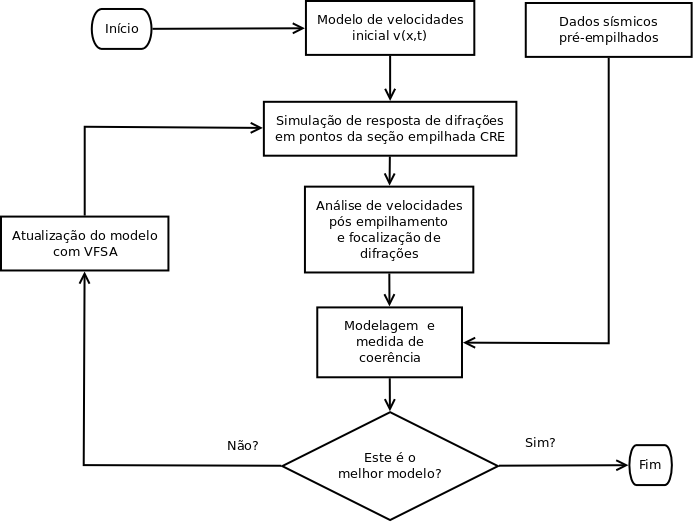 Início
Modelo de velocidades
inicial v(x,t)
Dados sísmicos
pré-empilhados
Simulação de resposta de difrações
em pontos da seção empilhada CRE
Análise de velocidades
pós empilhamento
e focalização de
difrações
Atualização do modelo
com VFSA
Modelagem e
medida de
coerência
Não?
Este é o
melhor modelo?
Sim?
Fim